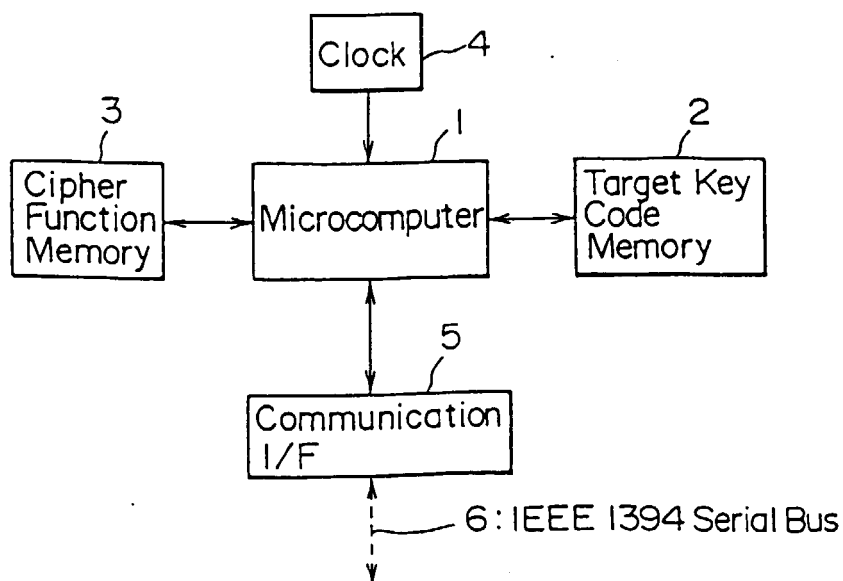 Clock
4
3
1
2
Cipher
Function
Memory
Microcomputer
Target Key
Code
Memory
5
Communication
I/F
6: IEEE 1394 Serial Bus